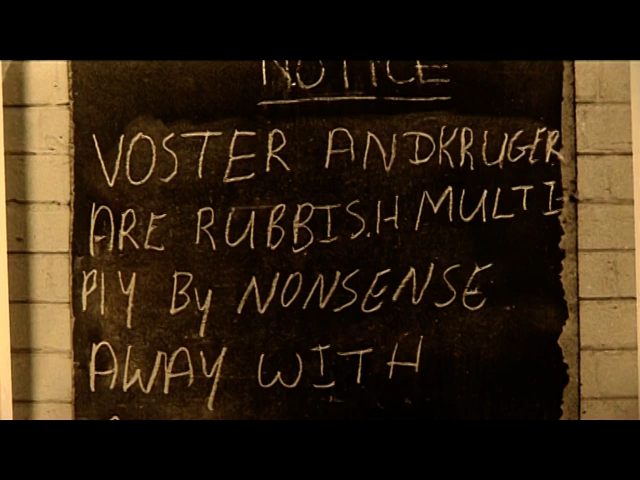 NOTICE
VOSTER ANDKRUGER
ARE RUBBIS.H MULTI
PlY By NONSENSE
AWAY WITH